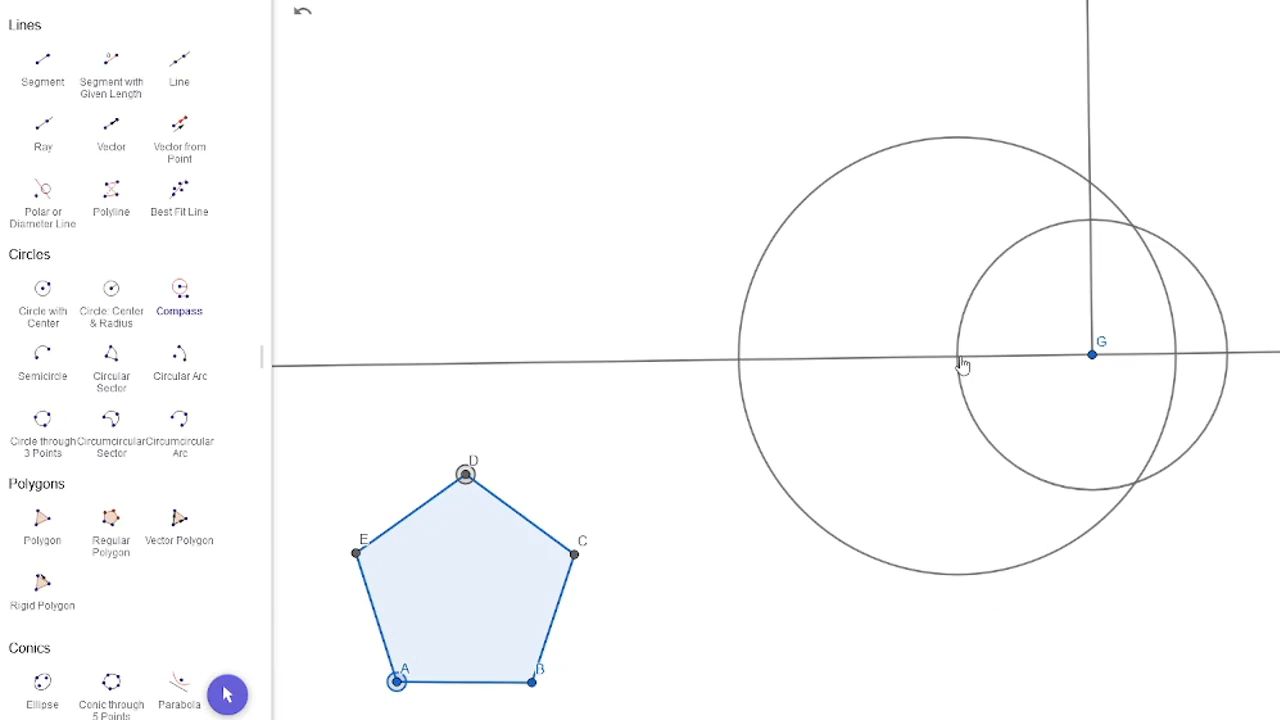 Lines
Segment
Segment with
Given Length
Line
Ray
Vector
Vector from
Point
Polar or
Diameter Line
Polyline
Best Fit Line
Circles
Circle with
Center
Circle: Center
& Radius
Compass
Semicircle
Circular
Sector
Circular Arc
Circle through
3 Points
Circumcircular
Sector
Circumcircular
Arc
Polygons
Polygon
Regular
Polygon
Vector Polygon
Rigid Polygon
Conics
Ellipse
Conic through
5 Points
Parabola
G
D
E
C
A
B